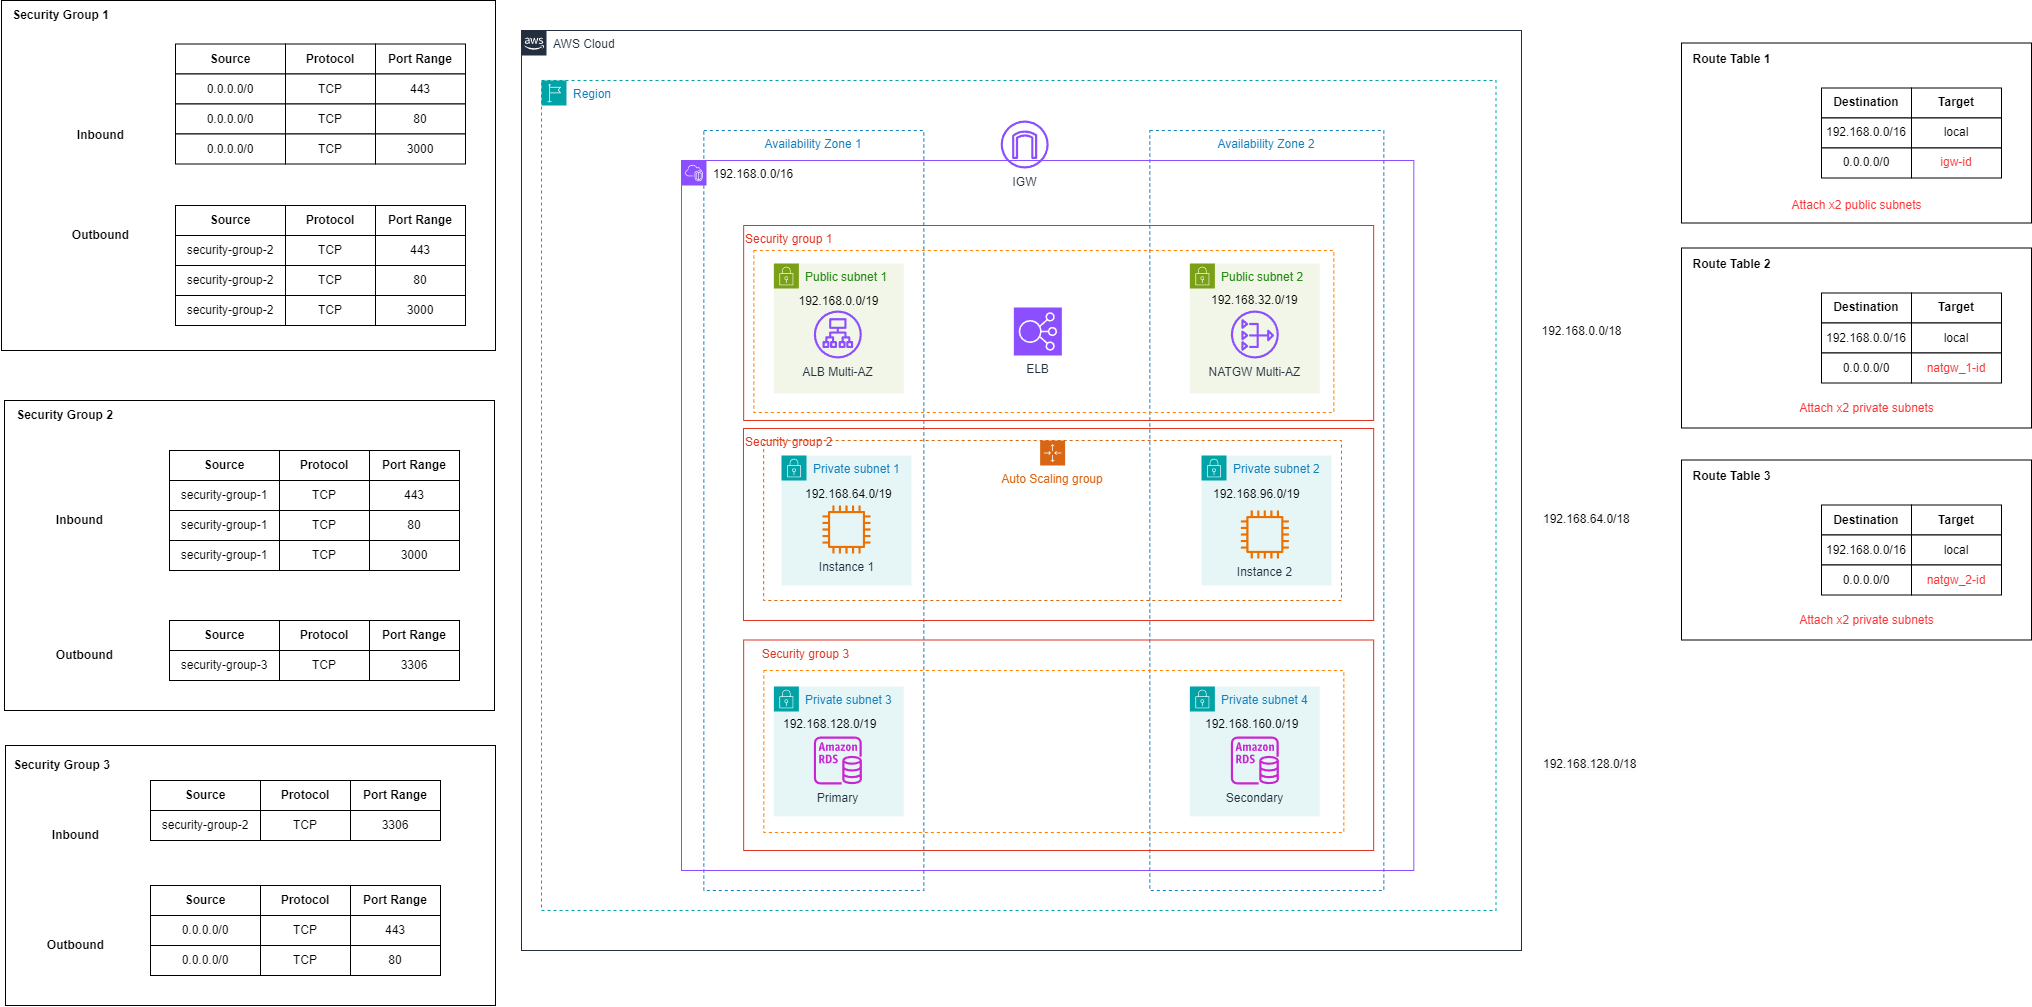 Security Group 1
Source Protocol Port Range
0.0.0.0/0 TCP 443
0.0.0.0/0 TCP 80
Inbound
0.0.0.0/0 TCP 3000
Source Protocol Port Range
Outbound
security-group-2 TCP 443
security-group-2 TCP 80
security-group-2 TCP 3000
Security Group 2
Source Protocol Port Range
security-group-1 TCP 443
Inbound
security-group-1 TCP 80
security-group-1 TCP 3000
Source Protocol Port Range
Outbound
security-group-3 TCP 3306
Security Group 3
Source Protocol Port Range
Inbound
security-group-2 TCP 3306
Source Protocol Port Range
0.0.0.0/0 TCP 443
Outbound
0.0.0.0/0 TCP 80
aws
AWS Cloud
Region
Availability Zone 1
Availability Zone 2
192.168.0.0/16
IGW
Security group 1
Public subnet 1
192.168.0.0/19
ALB Multi-AZ
ELB
Public subnet 2
192.168.32.0/19
NATGW Multi-AZ
192.168.0.0/18
Security group 2
Private subnet 1
192.168.64.0/19
Instance 1
Auto Scaling group
Private subnet 2
192.168.96.0/19
Instance 2
192.168.64.0/18
Security group 3
Private subnet 3
192.168.128.0/19
Amazon
RDS
Primary
Private subnet 4
192.168.160.0/19
Amazon
RDS
Secondary
192.168.128.0/18
Route Table 1
Destination Target
192.168.0.0/16 local
0.0.0.0/0 igw-id
Attach x2 public subnets
Route Table 2
Destination Target
192.168.0.0/16 local
0.0.0.0/0 natgw_1-id
Attach x2 private subnets
Route Table 3
Destination Target
192.168.0.0/16 local
0.0.0.0/0 natgw_2-id
Attach x2 private subnets